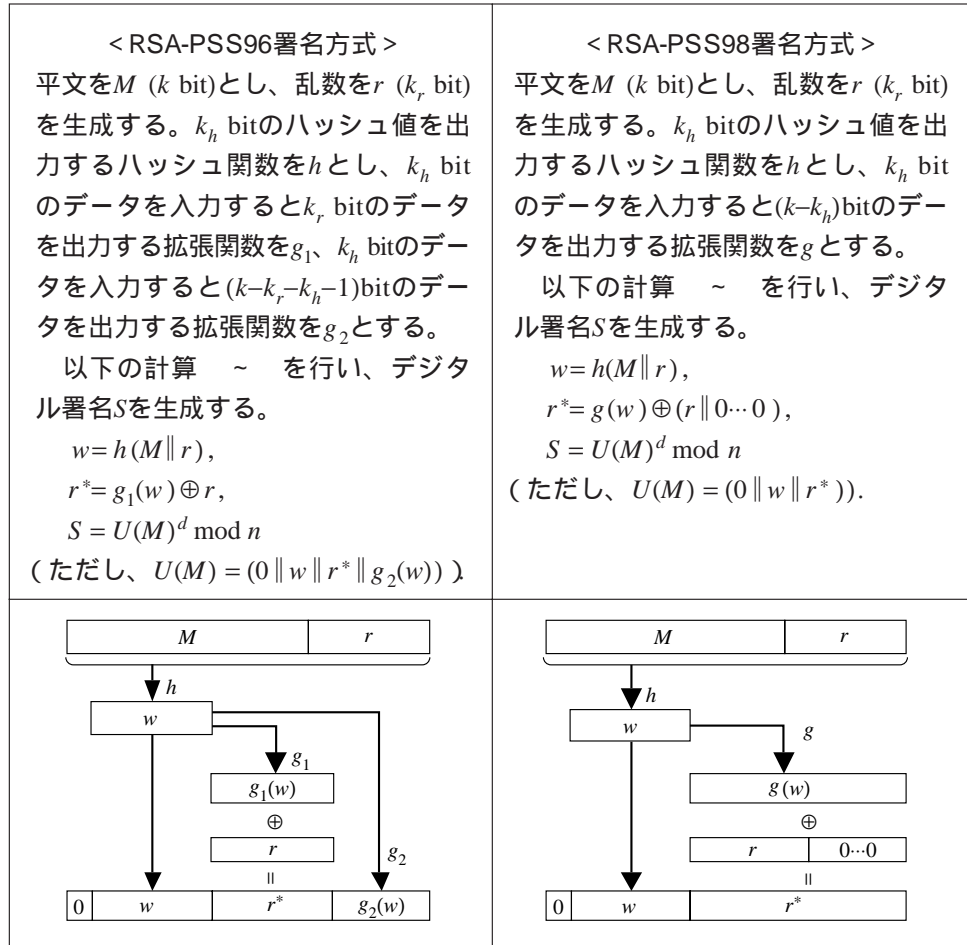 ＜RSA-PSS96署名方式＞
平文をM (k bit)とし、乱数をr (k_r bit)
を生成する。k_h bitのハッシュ値を出
力するハッシュ関数をhとし、k_h bit
のデータを入力するとk_r bitのデータ
を出力する拡張関数をg_1、k_h bitのデー
タを入力すると(k–k_r–k_h–1)bitのデー
タを出力する拡張関数をg_2とする。
以下の計算　~　を行い、デジタ
ル署名Sを生成する。
w= h(M‖r),
r*= g_1(w)⊕r,
S = U(M)^d mod n
(ただし、U(M) = (0‖w‖r*‖g_2(w))).
＜RSA-PSS98署名方式＞
平文をM (k bit)とし、乱数をr (k_r bit)
を生成する。k_h bitのハッシュ値を出
力するハッシュ関数をhとし、k_h bit
のデータを入力すると(k–k_h)bitのデー
タを出力する拡張関数をgとする。
以下の計算　~　を行い、デジタ
ル署名Sを生成する。
w= h(M‖r),
r*= g(w)⊕(r‖0···0),
S = U(M)^d mod n
(ただし、U(M) = (0‖w‖r*)).
M r
h
w
g_1
g_1(w)
⊕
r
g_2
=
0 w r* g_2(w)
M r
h
w
g
g(w)
⊕
r 0···0
=
0 w r*